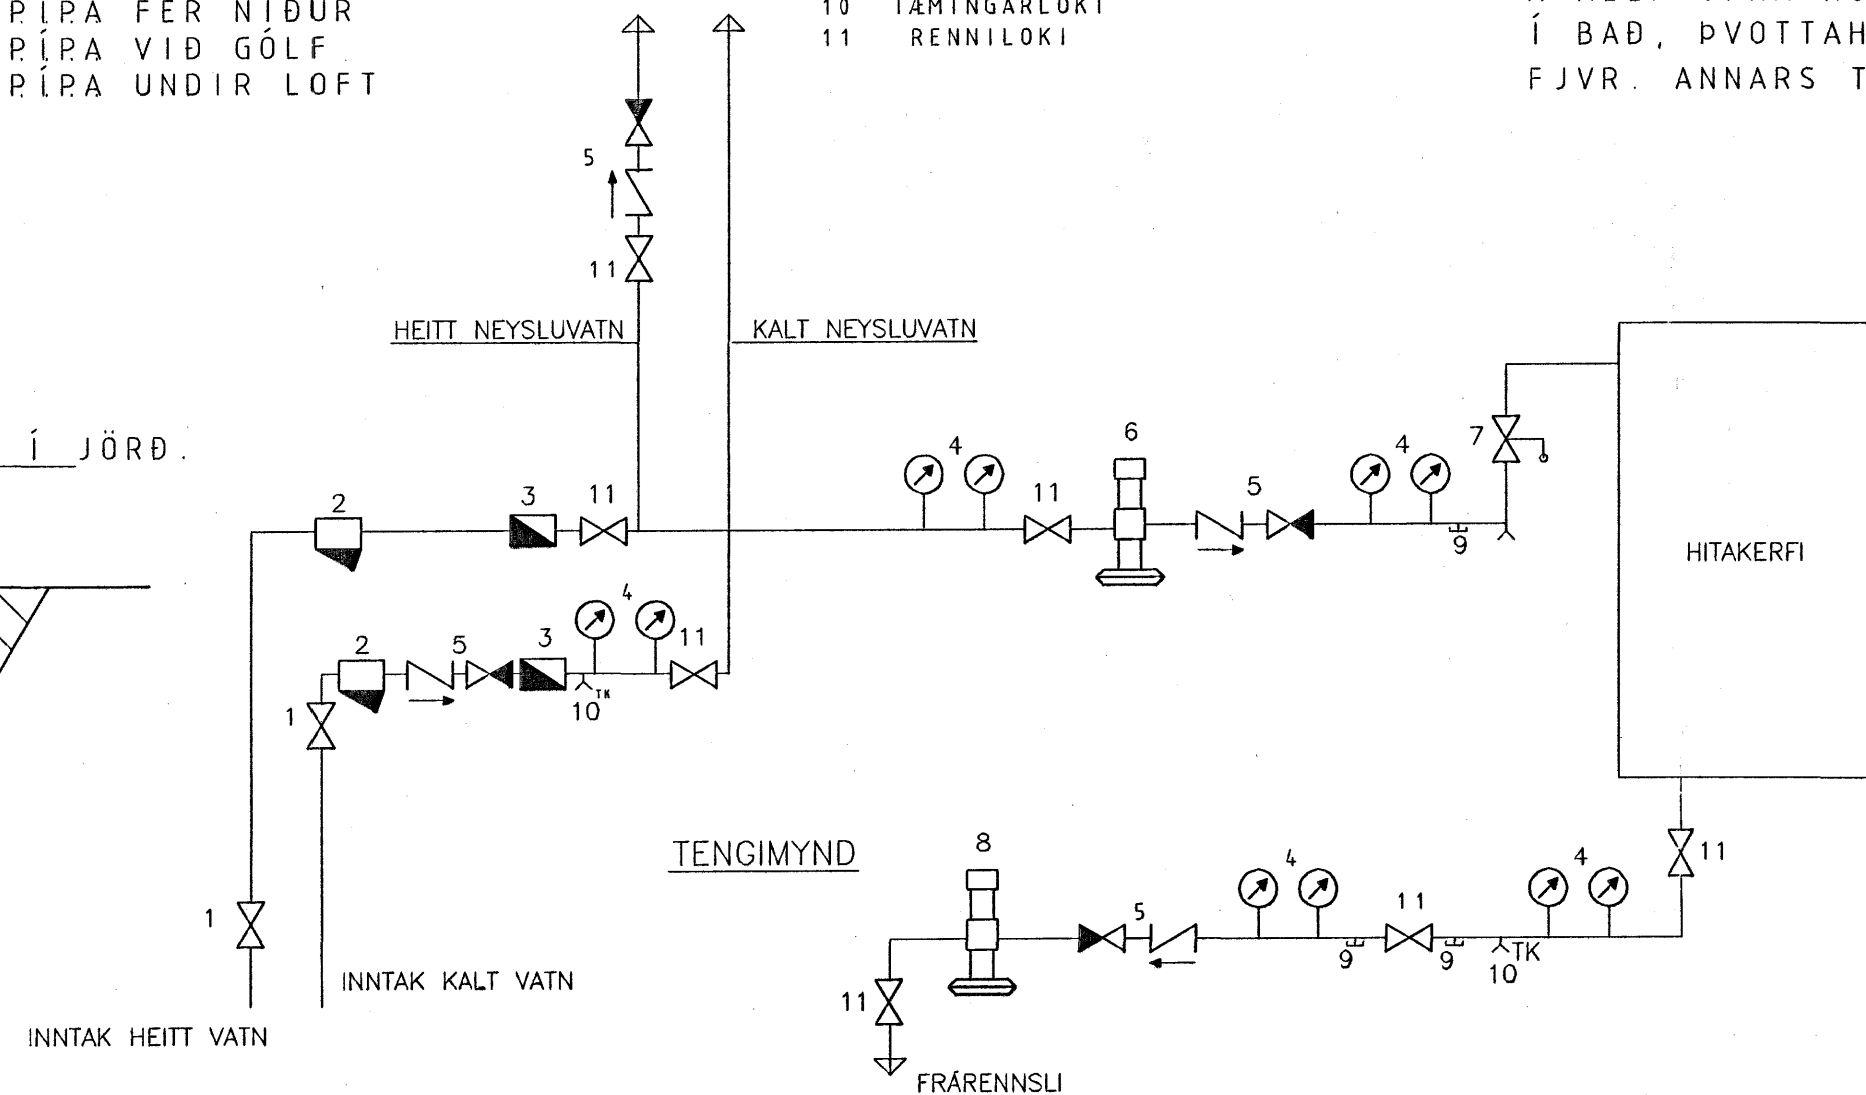 PÍPA FER NIÐUR
PÍPA VIÐ GÓLF
PÍPA UNDIR LOFT
10 TÆMINGARLOKI
11 RENNILOKI
Í BAÐ, ÞVOTTAH
FJVR. ANNARS T
5
11
HEITT NEYSLUVATN
KALT NEYSLUVATN
Í JÖRÐ.
2
3
11
4
11
6
5
4
9
7
HITAKERFI
1
2
5
3
10
TK
4
11
TENGIMYND
1
INNTAK KALT VATN
INNTAK HEITT VATN
8
11
5
4
9
11
9
10
TK
4
11
FRÁRENNSLI